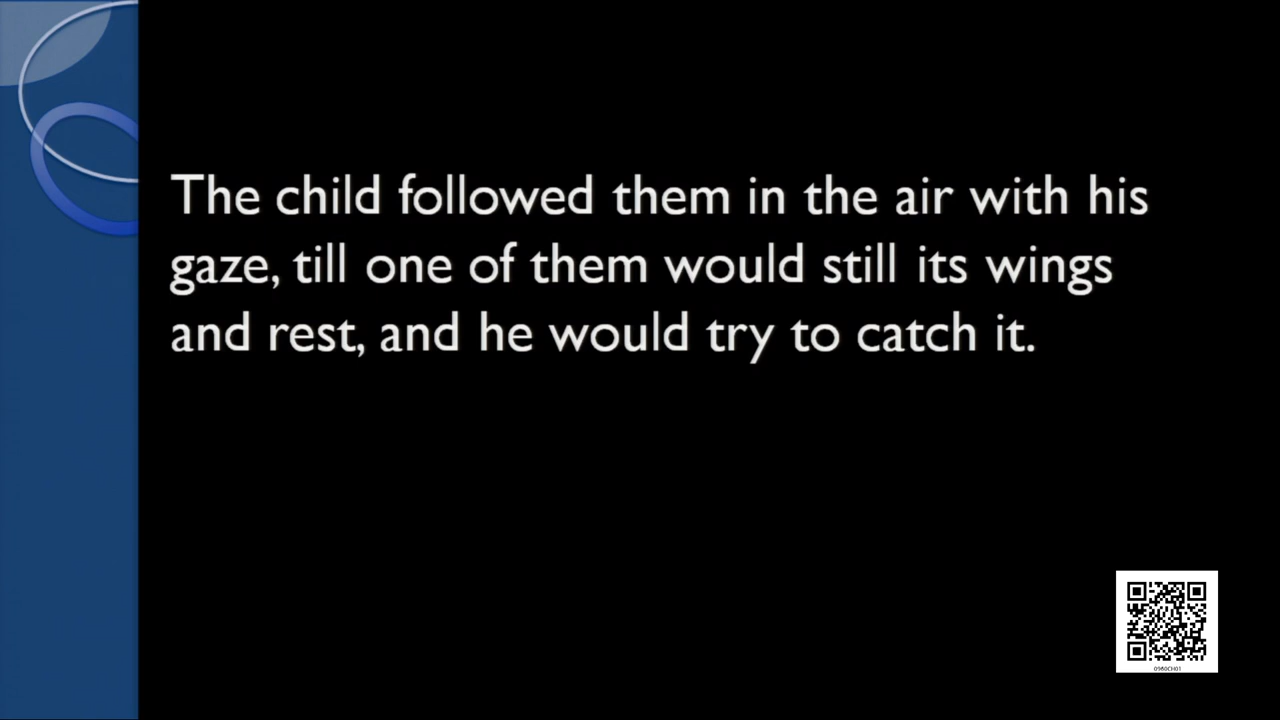 The child followed them in the air with his
gaze, till one of them would still its wings
and rest, and he would try to catch it.
0960CH01